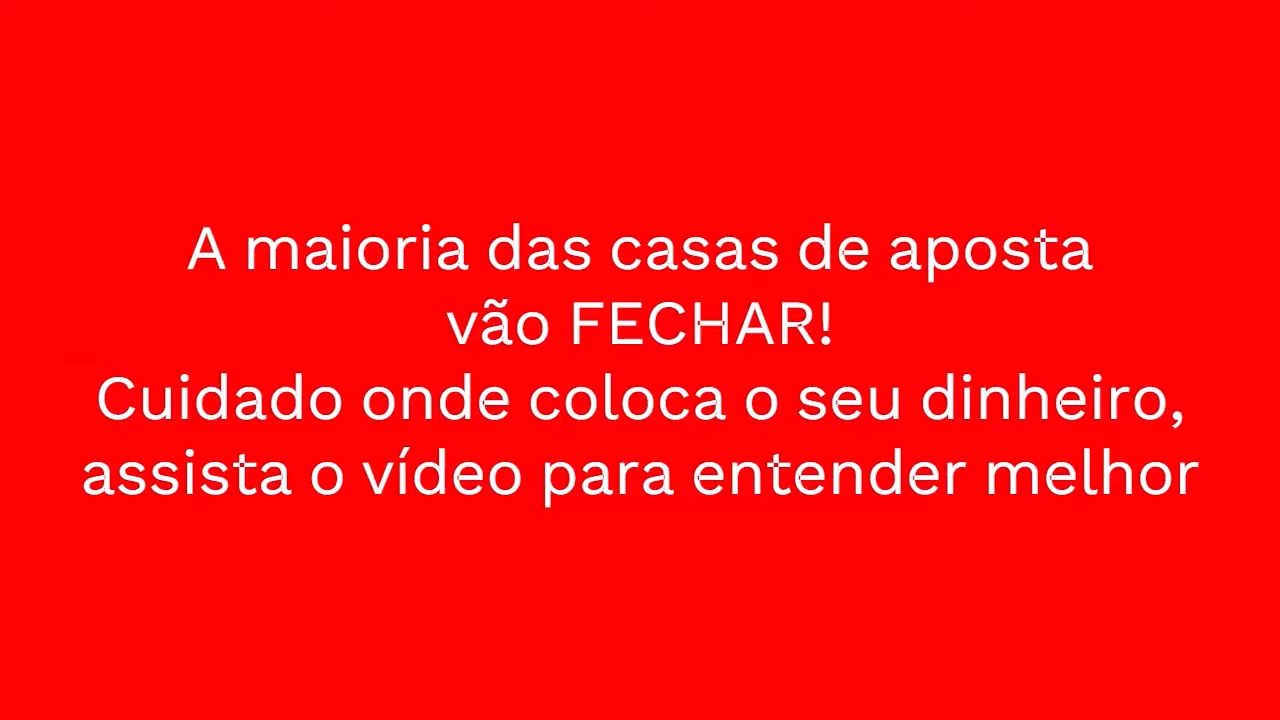 A maioria das casas de aposta
vão FECHAR!
Cuidado onde coloca o seu dinheiro,
assista o vídeo para entender melhor